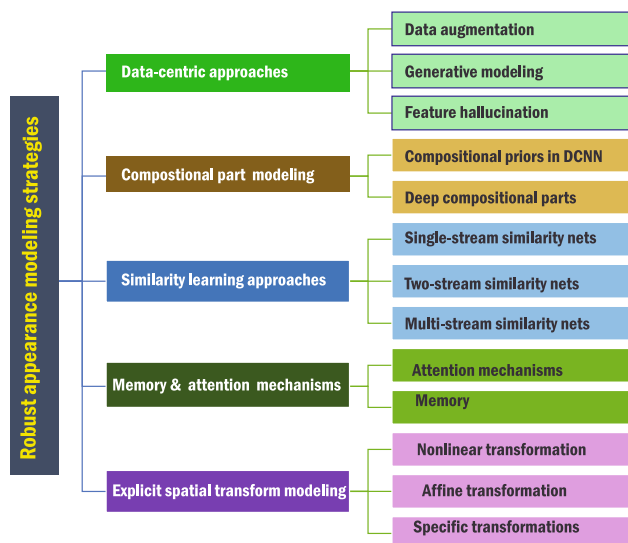 Robust appearance modeling strategies
Data-centric approaches
Data augmentation
Generative modeling
Feature hallucination
Compostional part modeling
Compositional priors in DCNN
Deep compositional parts
Similarity learning approaches
Single-stream similarity nets
Two-stream similarity nets
Multi-stream similarity nets
Memory & attention mechanisms
Attention mechanisms
Memory
Explicit spatial transform modeling
Nonlinear transformation
Affine transformation
Specific transformations